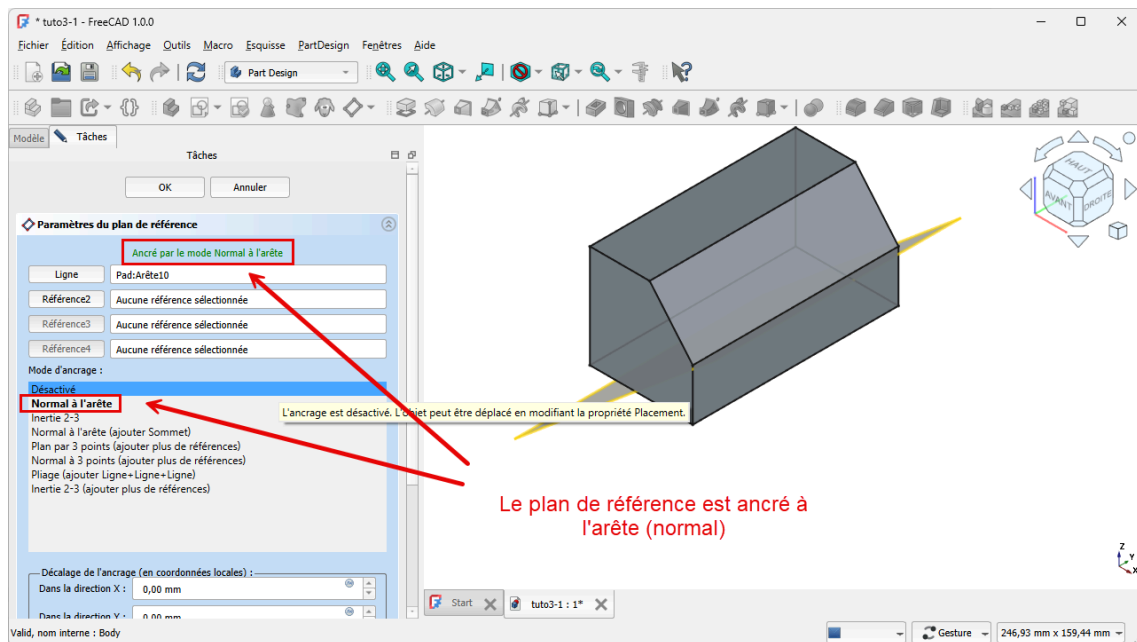 * tuto3-1 - FreeCAD 1.0.0
Fichier Édition Affichage Outils Macro Esquisse PartDesign Fenêtres Aide
Part Design
Modèle Tâches
Tâches
OK Annuler
Paramètres du plan de référence
Ancré par le mode Normal à l'arête
Ligne Pad:Arête10
Référence2 Aucune référence sélectionnée
Référence3 Aucune référence sélectionnée
Référence4 Aucune référence sélectionnée
Mode d'ancrage :
Désactivé
Normal à l'arête
Inertie 2-3
Normal à l'arête (ajouter Sommet)
Plan par 3 points (ajouter plus de références)
Normal à 3 points (ajouter plus de références)
Pliage (ajouter Ligne+Ligne+Ligne)
Inertie 2-3 (ajouter plus de références)
L'ancrage est désactivé. L'objet peut être déplacé en modifiant la propriété Placement.
HAUT
AVANT DROITE
Le plan de référence est ancré à
l'arête (normal)
Décalage de l'ancrage (en coordonnées locales) :
Dans la direction X : 0,00 mm
Dans la direction Y : 0,00 mm
Z
Y
X
Start tuto3-1 : 1*
Valid, nom interne : Body
Gesture 246,93 mm x 159,44 mm